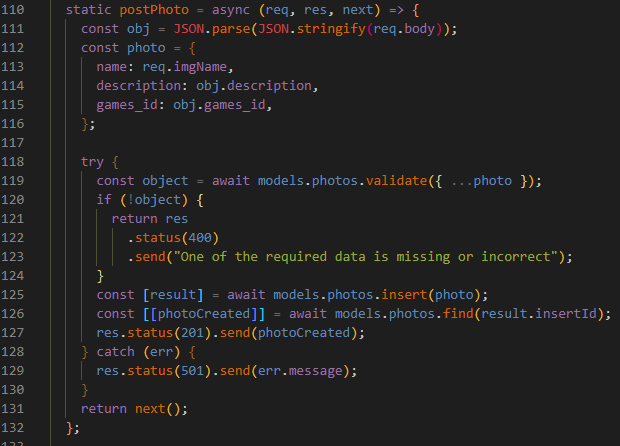 110 static postPhoto = async (req, res, next) => {
111 const obj = JSON.parse(JSON.stringify(req.body));
112 const photo = {
113 name: req.imgName,
114 description: obj.description,
115 games_id: obj.games_id,
116 };
117
118 try {
119 const object = await models.photos.validate({ ...photo });
120 if (!object) {
121 return res
122 .status(400)
123 .send("One of the required data is missing or incorrect");
124 }
125 const [result] = await models.photos.insert(photo);
126 const [[photoCreated]] = await models.photos.find(result.insertId);
127 res.status(201).send(photoCreated);
128 } catch (err) {
129 res.status(501).send(err.message);
130 }
131 return next();
132 };